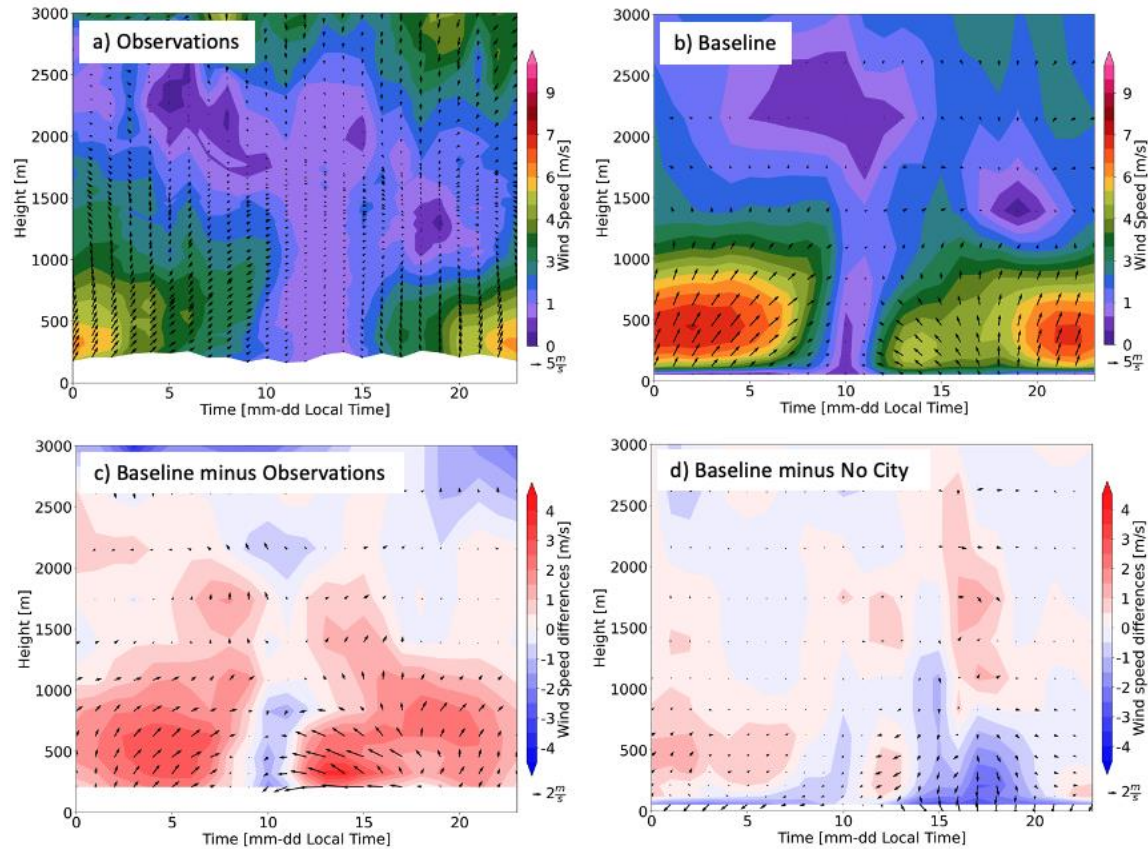 a) Observations
3000
2500
2000
1500
1000
500
0
Height [m]
0 5 10 15 20
Time [mm-dd Local Time]
9
7
6
4
3
1
0
Wind Speed [m/s]
5 m/s
b) Baseline
3000
2500
2000
1500
1000
500
0
Height [m]
0 5 10 15 20
Time [mm-dd Local Time]
9
7
6
4
3
1
0
Wind Speed [m/s]
5 m/s
c) Baseline minus Observations
3000
2500
2000
1500
1000
500
0
Height [m]
0 5 10 15 20
Time [mm-dd Local Time]
4
3
2
1
0
-1
-2
-3
-4
Wind Speed differences [m/s]
2 m/s
d) Baseline minus No City
3000
2500
2000
1500
1000
500
0
Height [m]
0 5 10 15 20
Time [mm-dd Local Time]
4
3
2
1
0
-1
-2
-3
-4
Wind speed differences [m/s]
2 m/s